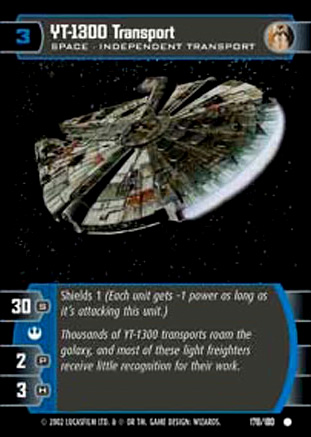 3
YT-1300 Transport
SPACE - INDEPENDENT TRANSPORT
Shields 1 (Each unit gets -1 power as long as
it's attacking this unit.)
30 S
Thousands of YT-1300 transports roam the
galaxy, and most of these light freighters
receive little recognition for their work.
2 P
3 H
© 2002 LUCASFILM LTD. & ® OR TM. GAME DESIGN: WIZARDS.
178/180